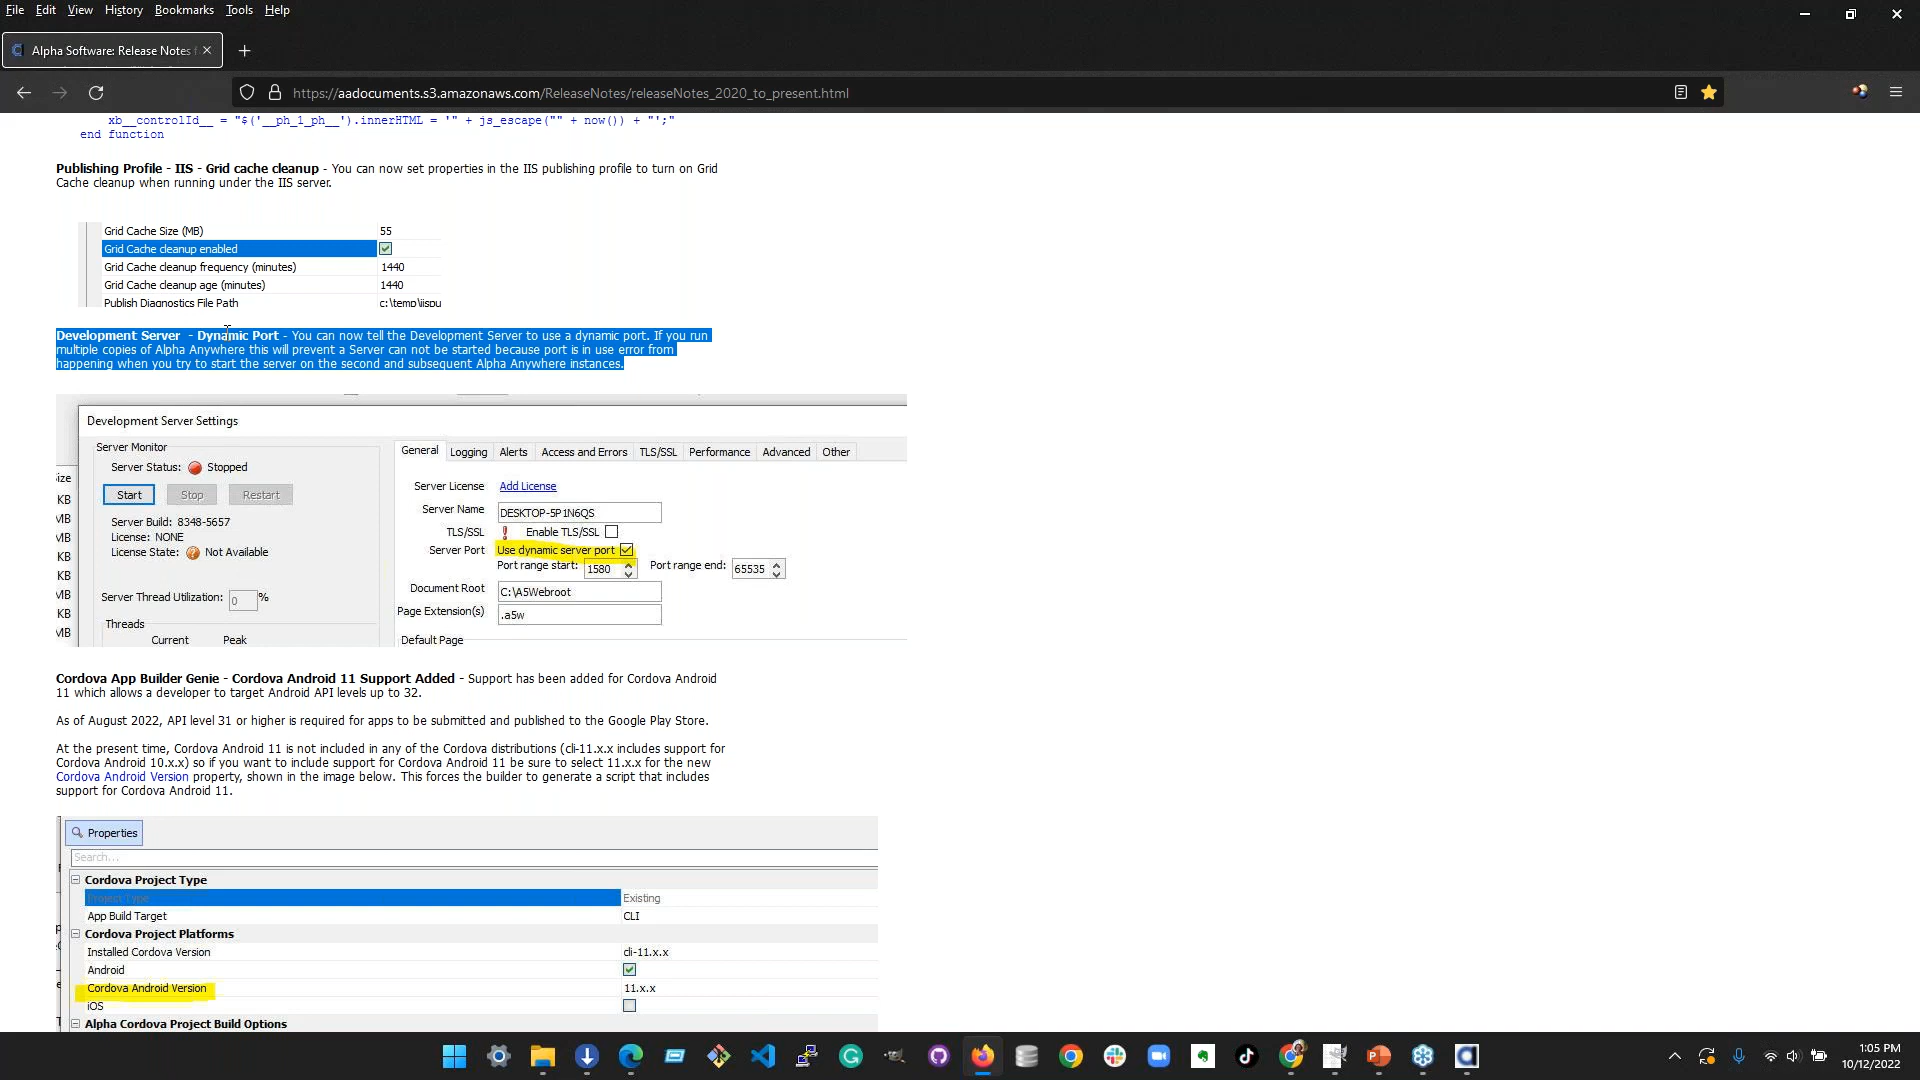 File Edit View History Bookmarks Tools Help
Alpha Software: Release Notes
https://aadocuments.s3.amazonaws.com/ReleaseNotes/releaseNotes_2020_to_present.html
xb__controlId__ = "$('__ph_1_ph__').innerHTML = '" + js_escape("" + now()) + "';"
end function
Publishing Profile - IIS - Grid cache cleanup - You can now set properties in the IIS publishing profile to turn on Grid
Cache cleanup when running under the IIS server.
Grid Cache Size (MB) 55
Grid Cache cleanup enabled
Grid Cache cleanup frequency (minutes) 1440
Grid Cache cleanup age (minutes) 1440
Publish Diagnostics File Path c:\temp\iispu
Development Server - Dynamic Port - You can now tell the Development Server to use a dynamic port. If you run
multiple copies of Alpha Anywhere this will prevent a Server can not be started because port is in use error from
happening when you try to start the server on the second and subsequent Alpha Anywhere instances.
Development Server Settings
Server Monitor
Server Status: Stopped
Start Stop Restart
Server Build: 8348-5657
License: NONE
License State: Not Available
Server Thread Utilization: 0 %
Threads
Current Peak
ize
KB
MB
MB
KB
KB
MB
KB
MB
General Logging Alerts Access and Errors TLS/SSL Performance Advanced Other
Server License Add License
Server Name DESKTOP-5P1N6QS
TLS/SSL Enable TLS/SSL
Server Port Use dynamic server port
Port range start: 1580 Port range end: 65535
Document Root C:\A5Webroot
Page Extension(s) .a5w
Default Page
Cordova App Builder Genie - Cordova Android 11 Support Added - Support has been added for Cordova Android
11 which allows a developer to target Android API levels up to 32.
As of August 2022, API level 31 or higher is required for apps to be submitted and published to the Google Play Store.
At the present time, Cordova Android 11 is not included in any of the Cordova distributions (cli-11.x.x includes support for
Cordova Android 10.x.x) so if you want to include support for Cordova Android 11 be sure to select 11.x.x for the new
Cordova Android Version property, shown in the image below. This forces the builder to generate a script that includes
support for Cordova Android 11.
Properties
Search...
Cordova Project Type
Project Type Existing
App Build Target CLI
Cordova Project Platforms
Installed Cordova Version cli-11.x.x
Android
Cordova Android Version 11.x.x
iOS
Alpha Cordova Project Build Options
1:05 PM
10/12/2022